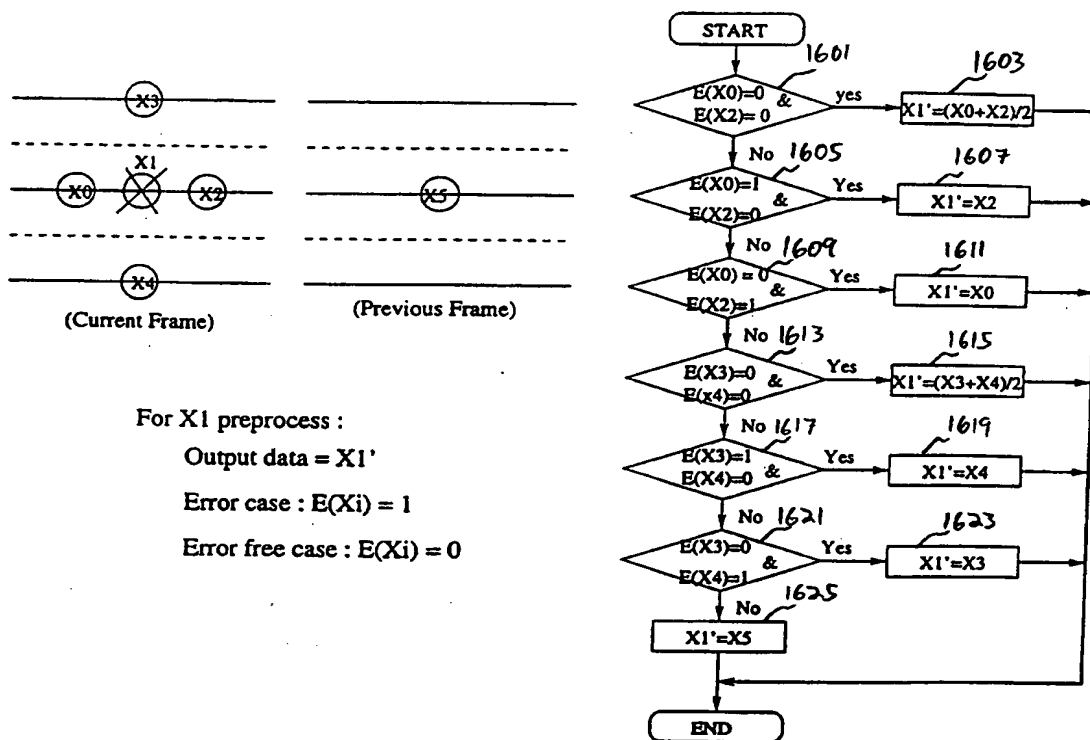 X3
X1
X0
X2
X5
X4
(Current Frame)
(Previous Frame)
For X1 preprocess :
Output data = X1'
Error case : E(Xi) = 1
Error free case : E(Xi) = 0
START
1601
E(X0)=0
&
E(X2)= 0
yes
1603
X1'=(X0+X2)/2
No
1605
E(X0)=1
&
E(X2)=0
Yes
1607
X1'=X2
No
1609
E(X0) = 0
&
E(X2)=1
Yes
1611
X1'=X0
No
1613
E(X3)=0
&
E(x4)=0
Yes
1615
X1'=(X3+X4)/2
No
1617
E(X3)=1
&
E(X4)=0
Yes
1619
X1'=X4
No
1621
E(X3)=0
&
E(X4)=1
Yes
1623
X1'=X3
No
1625
X1'=X5
END